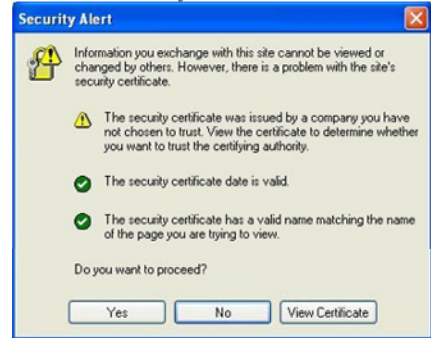 Security Alert
Information you exchange with this site cannot be viewed or
changed by others. However, there is a problem with the site's
security certificate.
The security certificate was issued by a company you have
not chosen to trust. View the certificate to determine whether
you want to trust the certifying authority.
The security certificate date is valid.
The security certificate has a valid name matching the name
of the page you are trying to view.
Do you want to proceed?
Yes No View Certificate